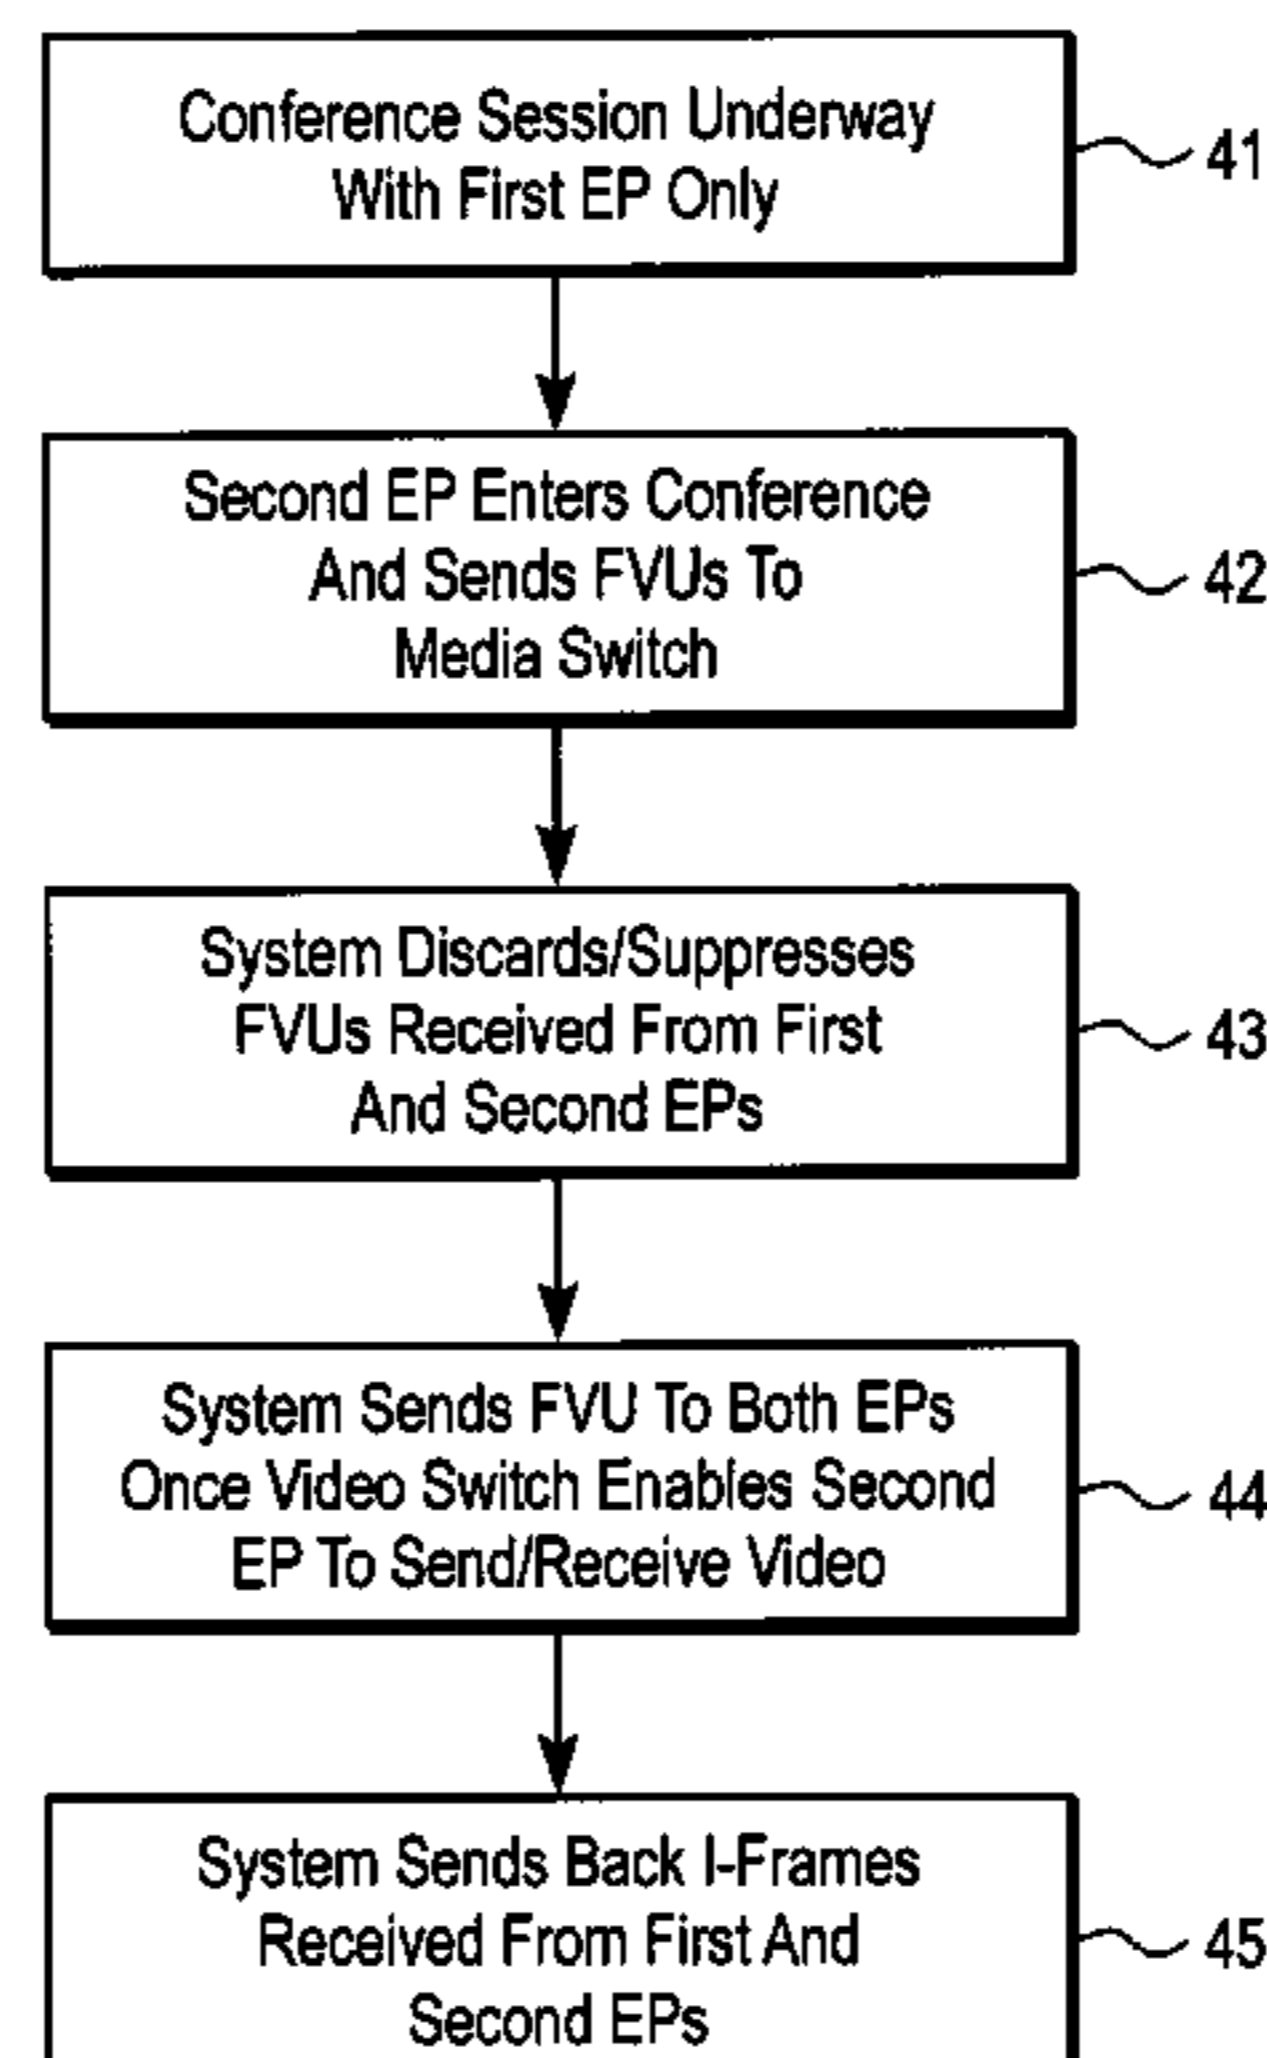 Conference Session Underway
With First EP Only
41
Second EP Enters Conference
And Sends FVUs To
Media Switch
42
System Discards/Suppresses
FVUs Received From First
And Second EPs
43
System Sends FVU To Both EPs
Once Video Switch Enables Second
EP To Send/Receive Video
44
System Sends Back I-Frames
Received From First And
Second EPs
45